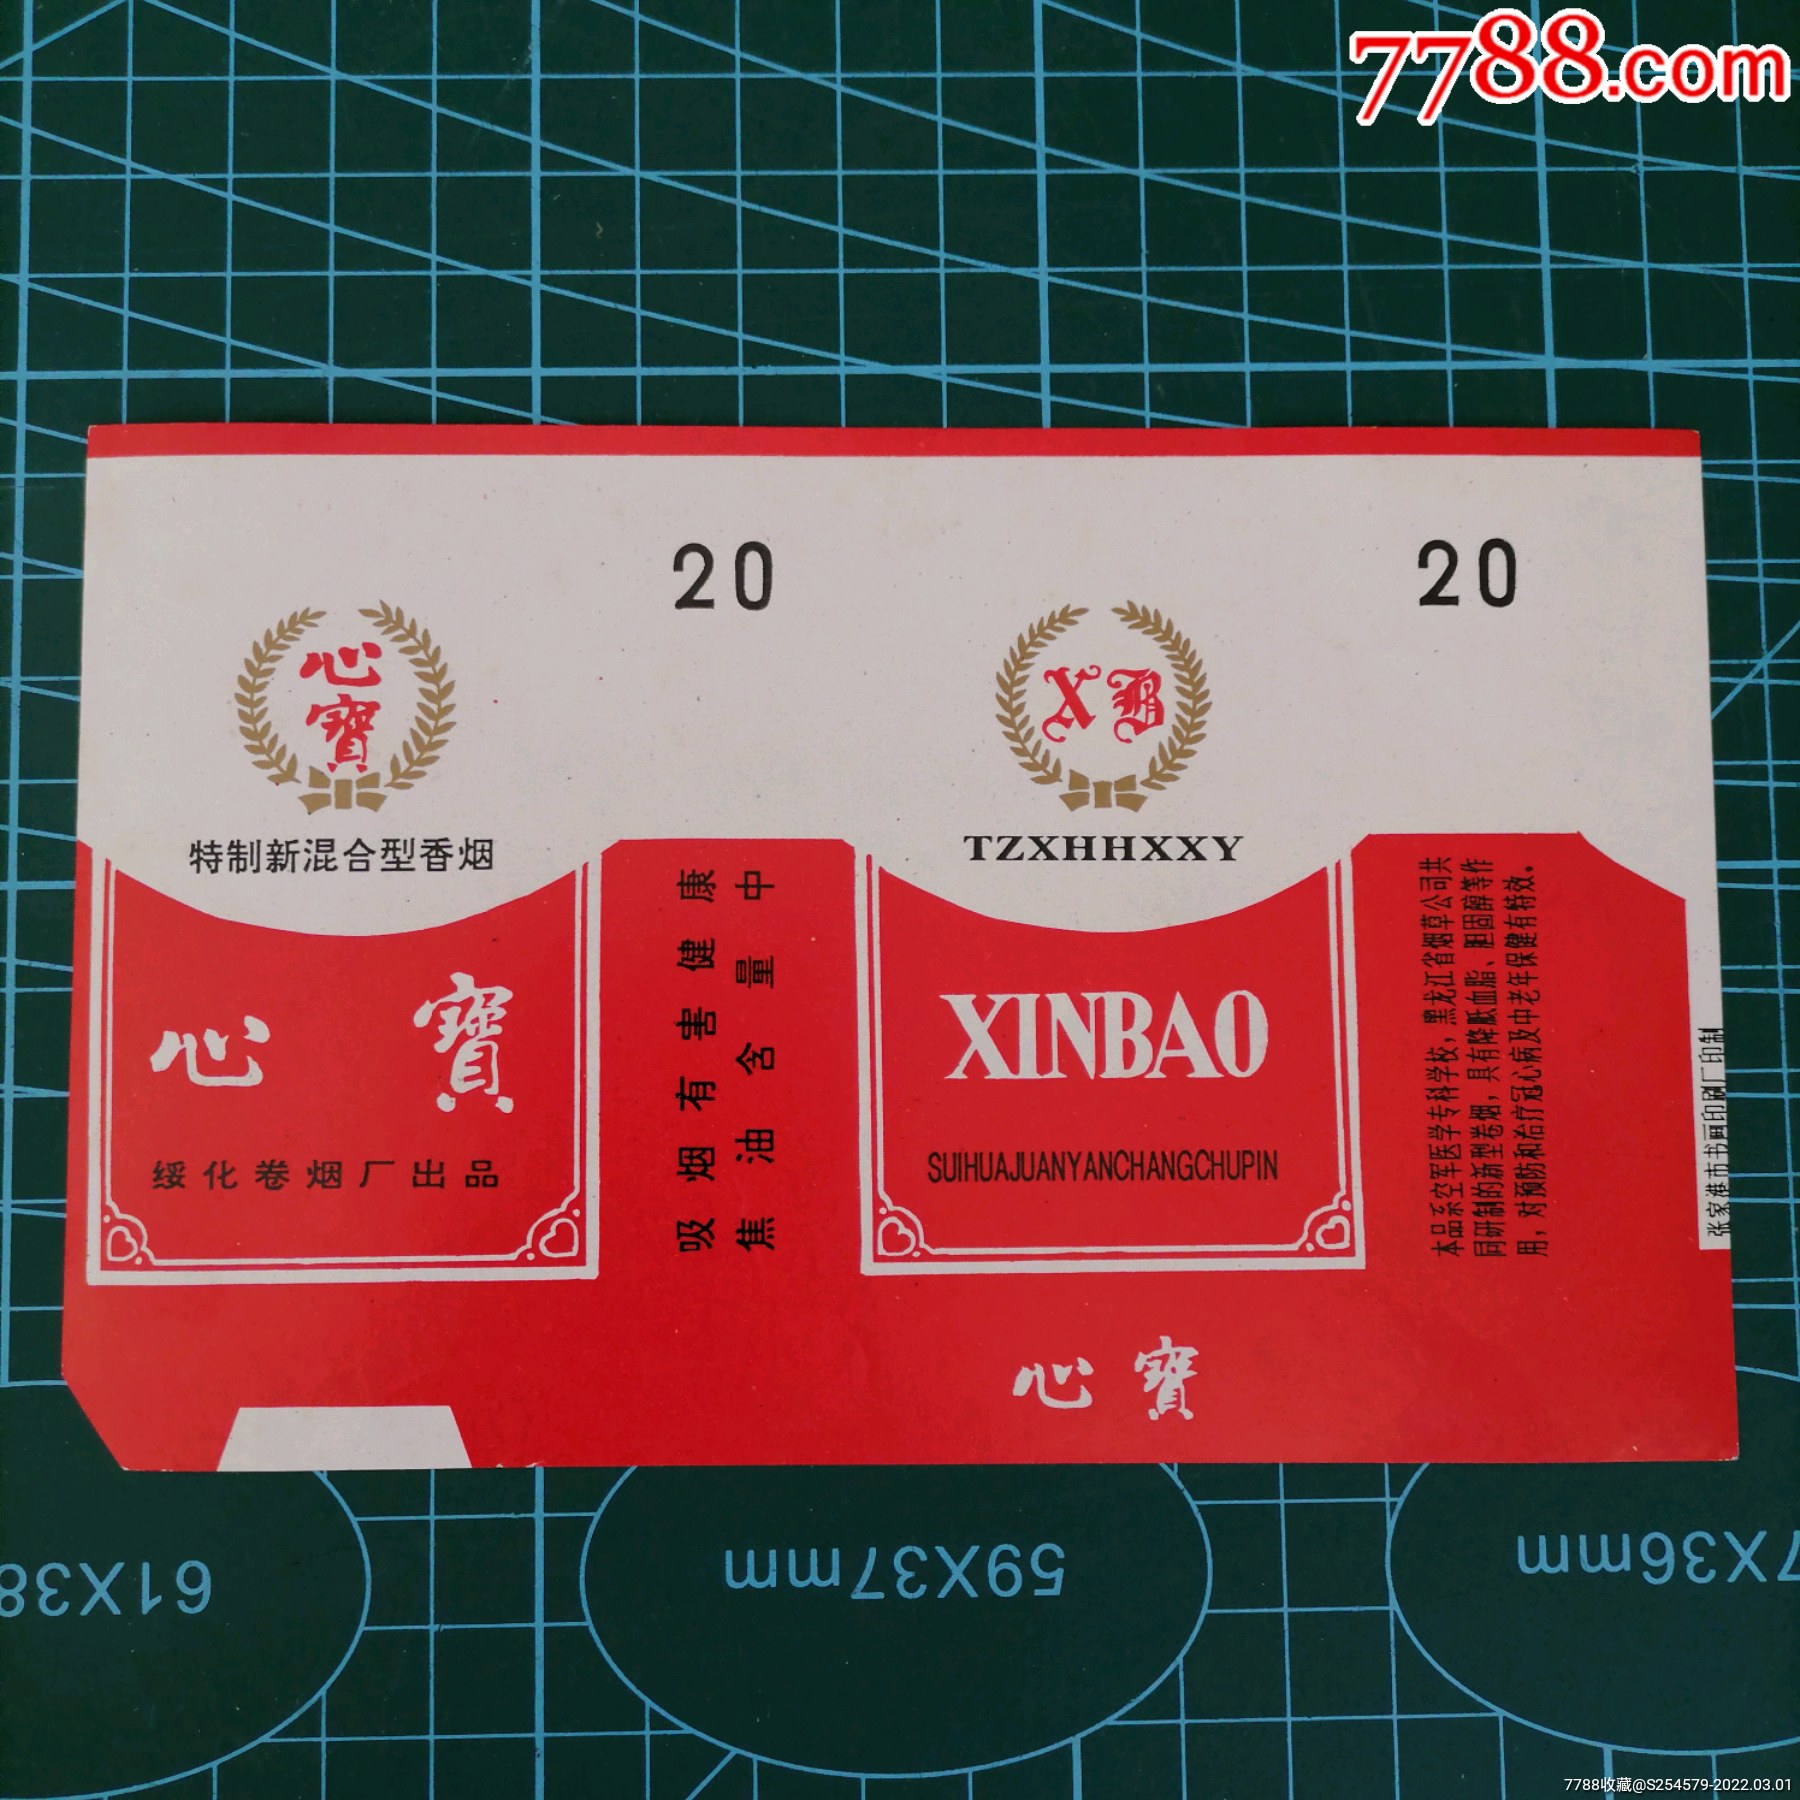 7788.com
20
20
心
寳
XB
特制新混合型香烟
TZXHHXXY
心 寳
XINBAO
绥化卷烟厂出品
SUIHUAJUANYANCHANGCHUPIN
吸烟有害健康
焦油含量中
本品系空军医学专科学校，黑龙江省烟草公司共
同研制的新型卷烟，具有降低血脂、胆固醇等作
用，对预防和治疗冠心病及中老年保健有特效。
张家港市书画印刷厂印制
心 寳
61X38
59X37mm
7X36mm
7788收藏@S254579-2022.03.01